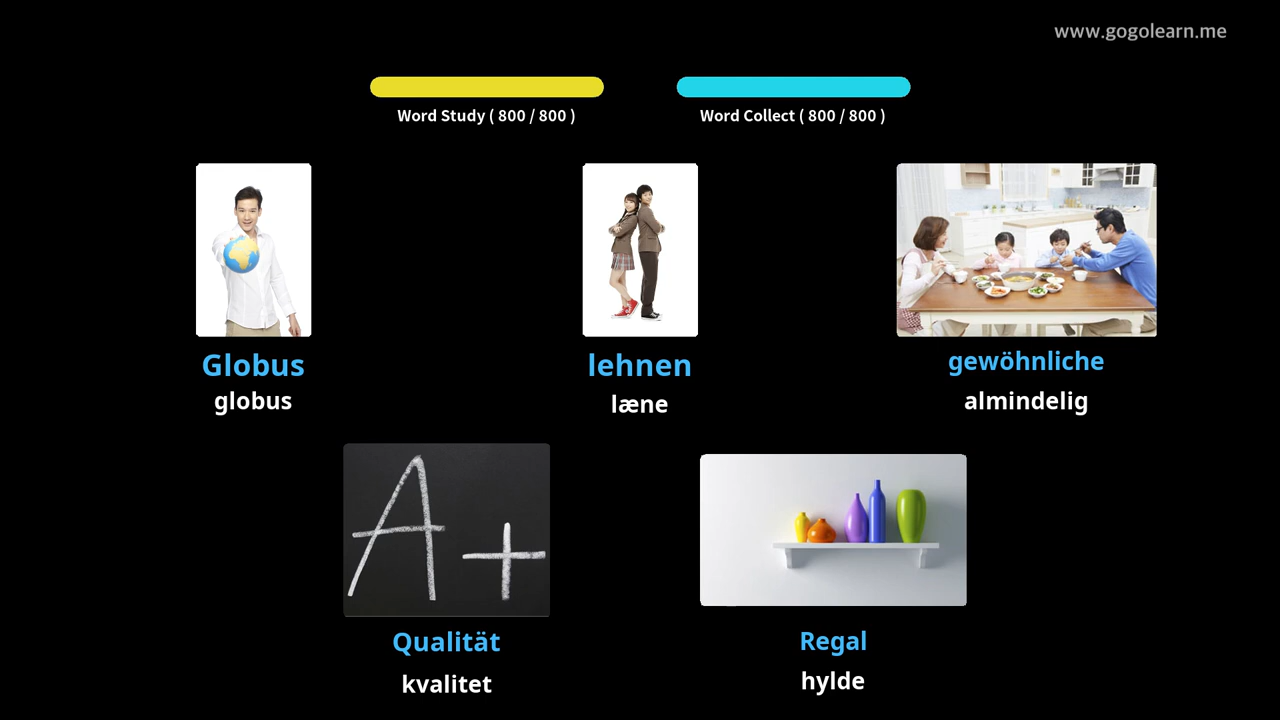 www.gogolearn.me
Word Study ( 800 / 800 )
Word Collect ( 800 / 800 )
Globus
globus
lehnen
læne
gewöhnliche
almindelig
A+
Qualität
kvalitet
Regal
hylde